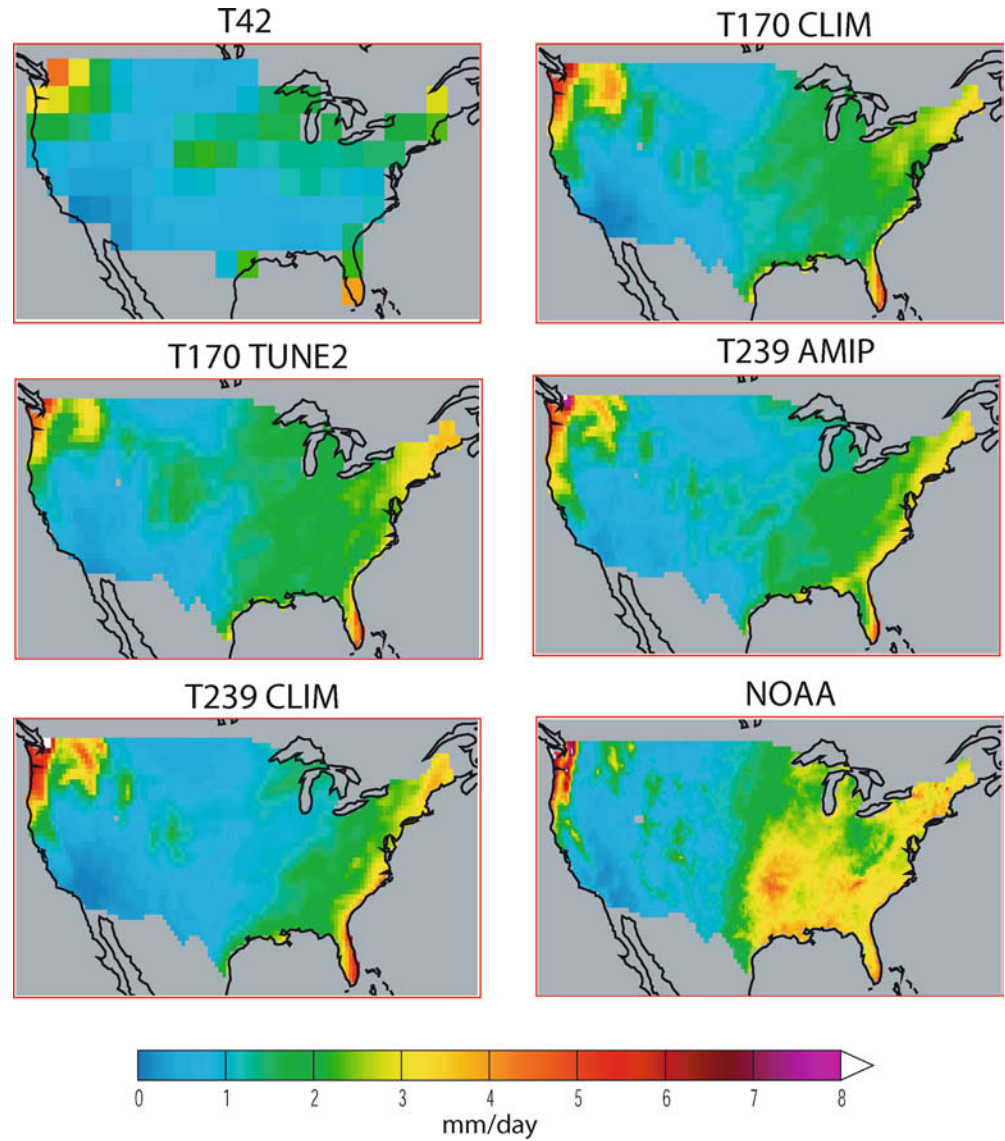 T42
T170 CLIM
T170 TUNE2
T239 AMIP
T239 CLIM
NOAA
0 1 2 3 4 5 6 7 8
mm/day